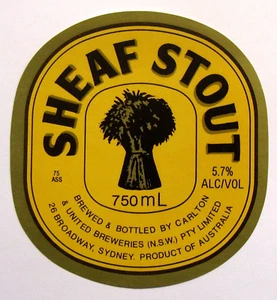 SHEAF STOUT
750mL
75
ASS
5.7%
ALC/VOL
BREWED & BOTTLED BY CARLTON
& UNITED BREWERIES (N.S.W.) PTY LIMITED
26 BROADWAY, SYDNEY. PRODUCT OF AUSTRALIA